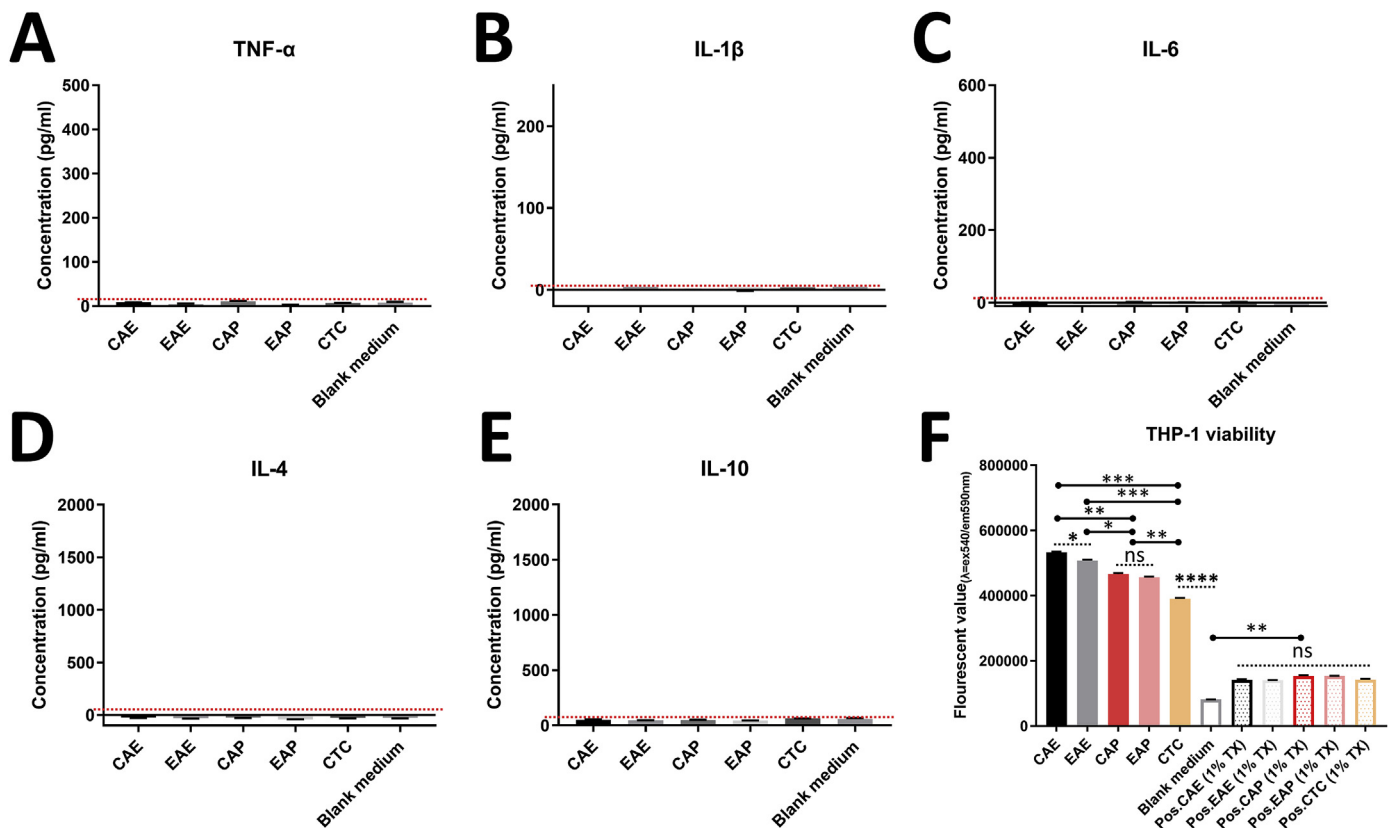 A
TNF-α
Concentration (pg/ml)
500
400
300
200
100
0
CAE
EAE
CAP
EAP
CTC
Blank medium
B
IL-1β
Concentration (pg/ml)
200
100
0
CAE
EAE
CAP
EAP
CTC
Blank medium
C
IL-6
Concentration (pg/ml)
600
400
200
0
CAE
EAE
CAP
EAP
CTC
Blank medium
D
IL-4
Concentration (pg/ml)
2000
1500
1000
500
0
CAE
EAE
CAP
EAP
CTC
Blank medium
E
IL-10
Concentration (pg/ml)
2000
1500
1000
500
0
CAE
EAE
CAP
EAP
CTC
Blank medium
F
THP-1 viability
Flourescent value(λ=ex540/em590nm)
800000
600000
400000
200000
0
***
***
**
*
**
*
ns
****
**
ns
CAE
EAE
CAP
EAP
CTC
Blank medium
Pos.CAE (1% TX)
Pos.EAE (1% TX)
Pos.CAP (1% TX)
Pos.EAP (1% TX)
Pos.CTC (1% TX)